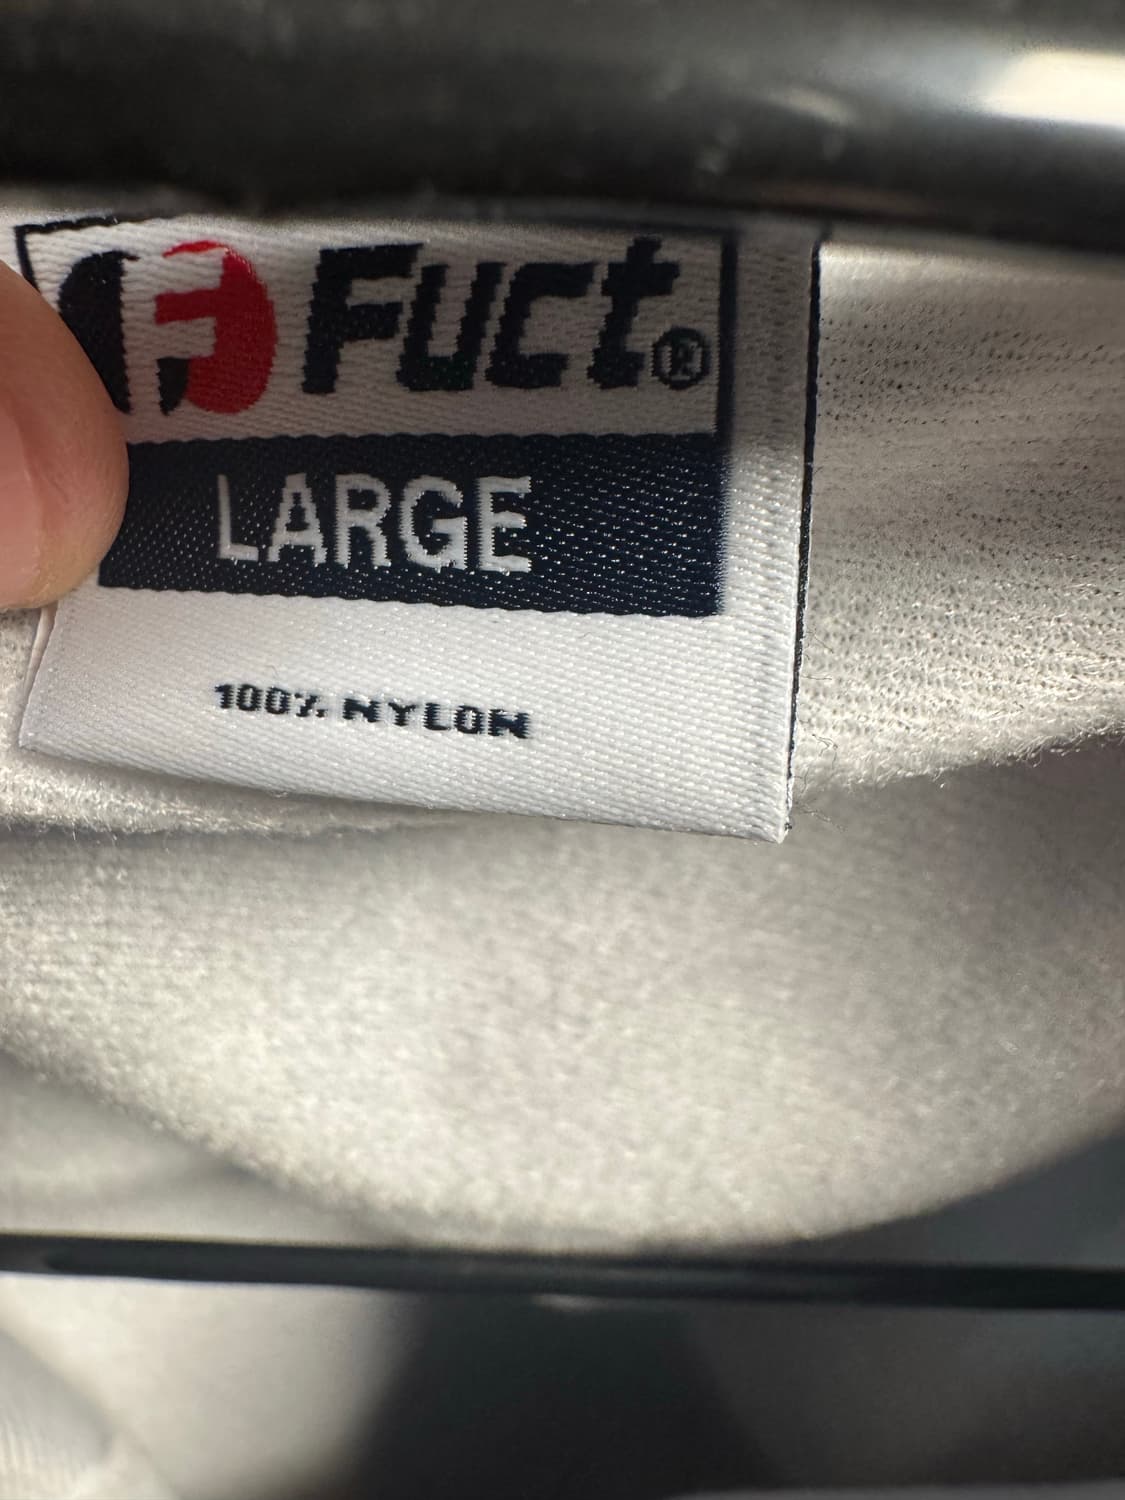 F Fuct®
LARGE
100% NYLON